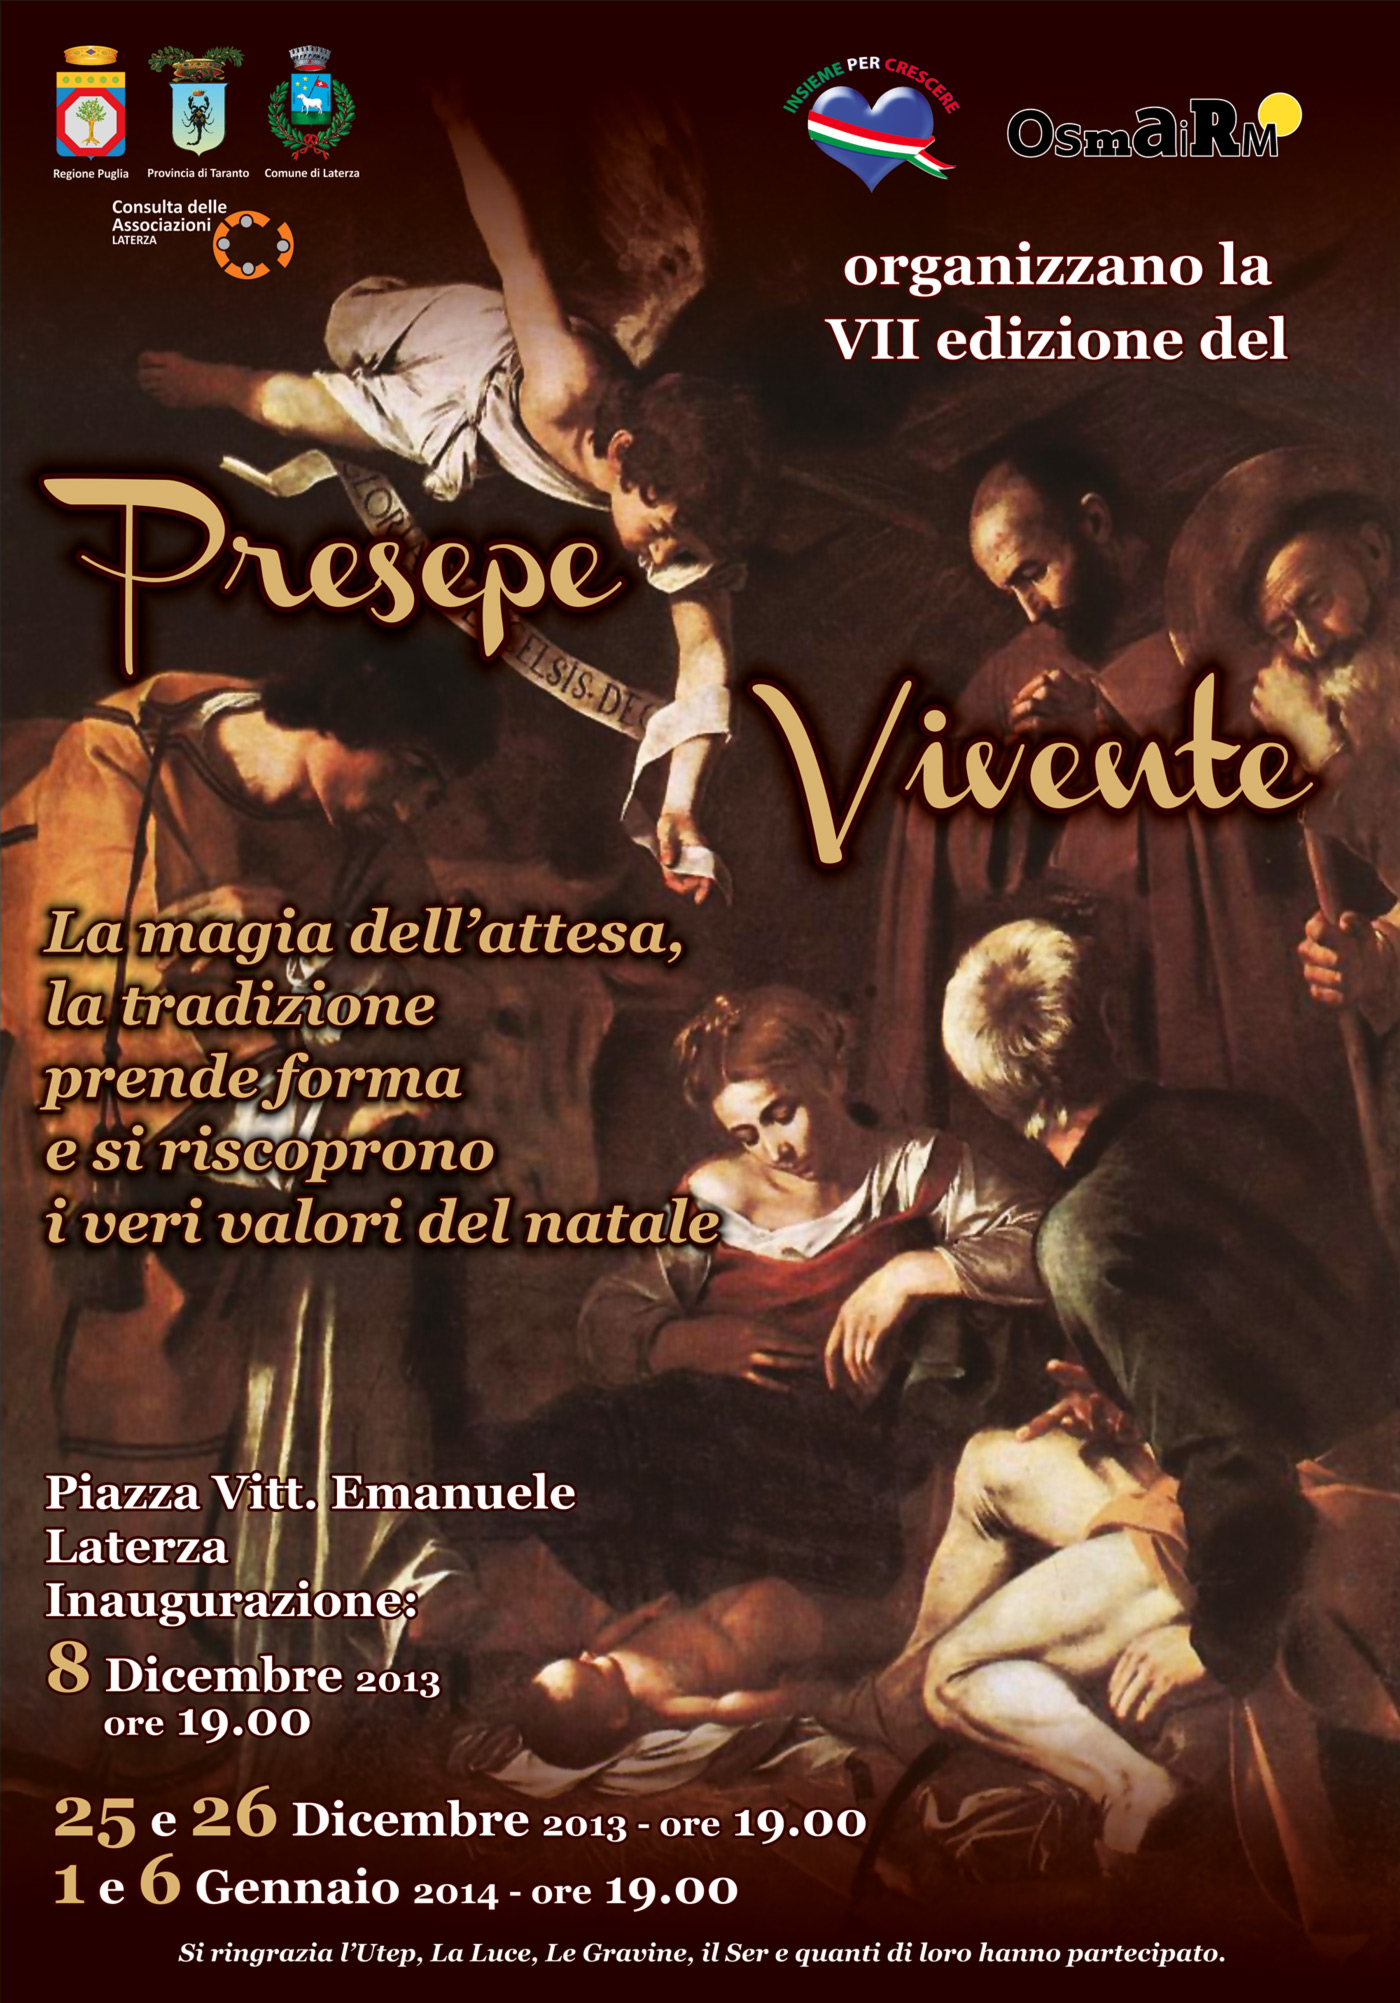 Regione Puglia
Provincia di Taranto
Comune di Laterza
Consulta delle
Associazioni
LATERZA
INSIEME PER CRESCERE
OsmaiRM
organizzano la
VII edizione del
Presepe
Vivente
La magia dell'attesa,
la tradizione
prende forma
e si riscoprono
i veri valori del natale
Piazza Vitt. Emanuele
Laterza
Inaugurazione:
8 Dicembre 2013
ore 19.00
25 e 26 Dicembre 2013 - ore 19.00
1 e 6 Gennaio 2014 - ore 19.00
Si ringrazia l'Utep, La Luce, Le Gravine, il Ser e quanti di loro hanno partecipato.